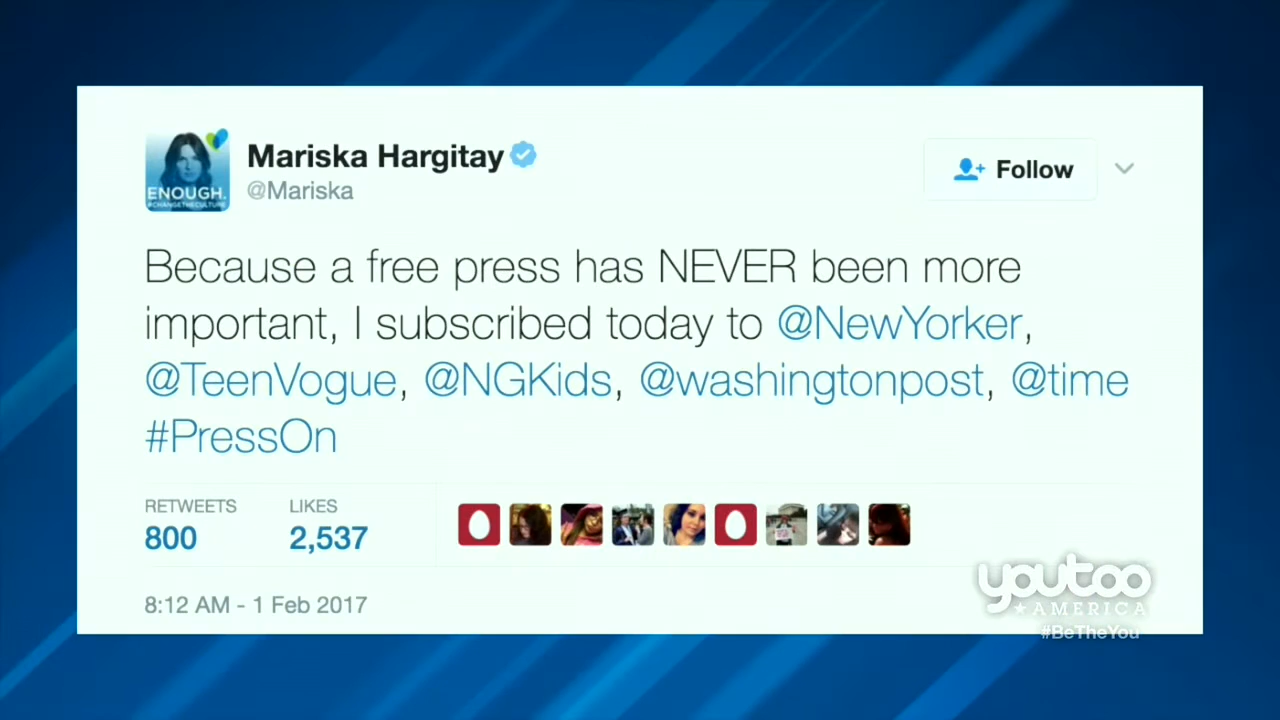 Mariska Hargitay
@Mariska
Follow
ENOUGH.
#CHANGETHECULTURE
Because a free press has NEVER been more
important, I subscribed today to @NewYorker,
@TeenVogue, @NGKids, @washingtonpost, @time
#PressOn
RETWEETS LIKES
800 2,537
8:12 AM - 1 Feb 2017
youtoo
AMERICA
#BeTheYou